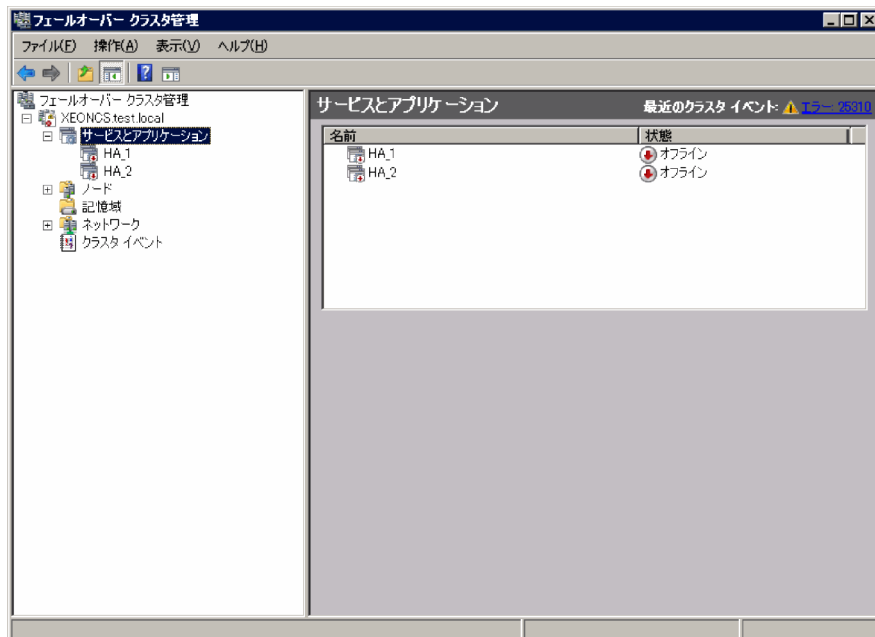 フェールオーバー クラスタ管理
ファイル(F) 操作(A) 表示(V) ヘルプ(H)
フェールオーバー クラスタ管理
XEONCS.test.local
サービスとアプリケーション
HA_1
HA_2
ノード
記憶域
ネットワーク
クラスタ イベント
サービスとアプリケーション 最近のクラスタ イベント: エラー: 25310
名前 状態
HA_1 オフライン
HA_2 オフライン